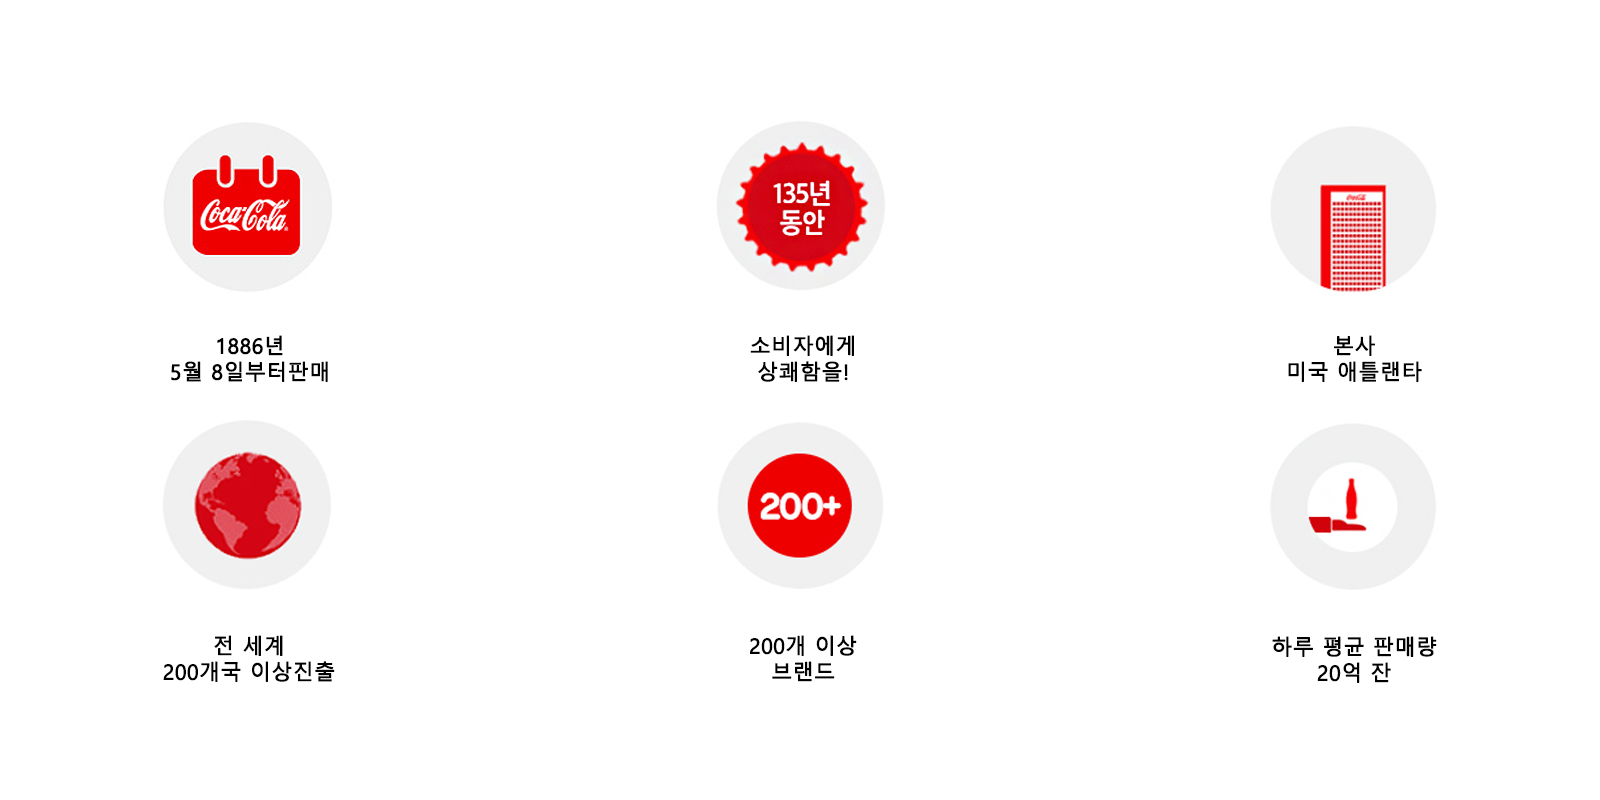 Coca-Cola
135년
동안
Coca-Cola
1886년
5월 8일부터판매
소비자에게
상쾌함을!
본사
미국 애틀랜타
200+
전 세계
200개국 이상진출
200개 이상
브랜드
하루 평균 판매량
20억 잔